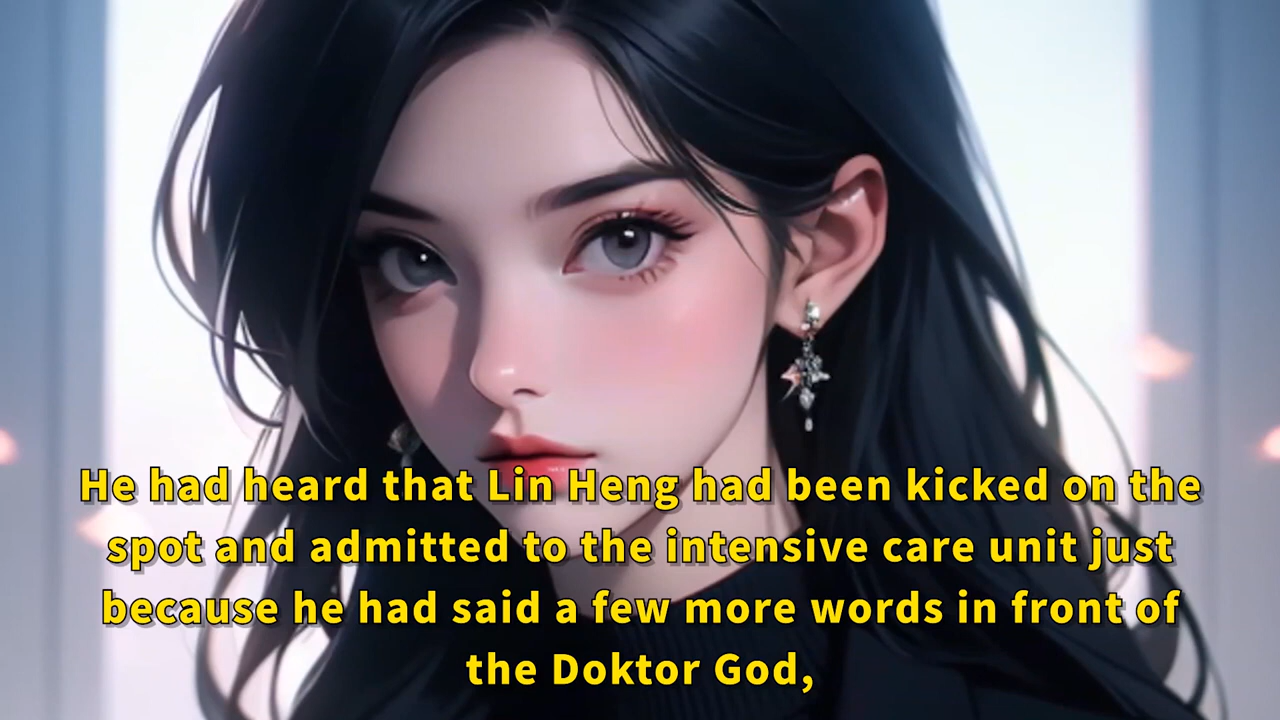 He had heard that Lin Heng had been kicked on the
spot and admitted to the intensive care unit just
because he had said a few more words in front of
the Doktor God,